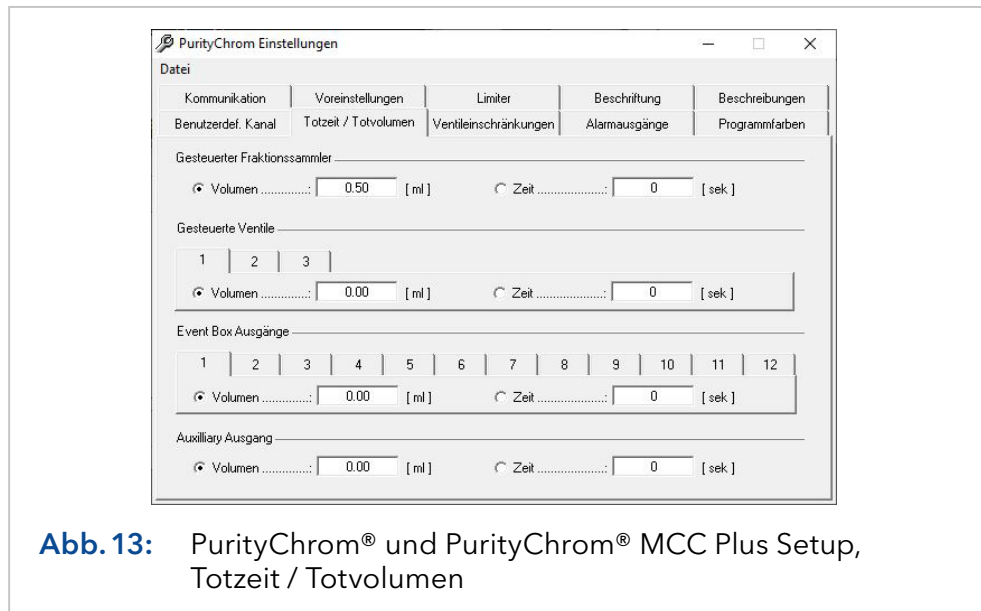 PurityChrom Einstellungen
Datei
Kommunikation Voreinstellungen Limiter Beschriftung Beschreibungen
Benutzerdef. Kanal Totzeit / Totvolumen Ventileinschränkungen Alarmausgänge Programmfarben
Gesteuerter Fraktionssammler
Volumen .............: 0.50 [ ml ] Zeit ...................: 0 [ sek ]
Gesteuerte Ventile
1 2 3
Volumen .............: 0.00 [ ml ] Zeit ...................: 0 [ sek ]
Event Box Ausgänge
1 2 3 4 5 6 7 8 9 10 11 12
Volumen .............: 0.00 [ ml ] Zeit ...................: 0 [ sek ]
Auxilliary Ausgang
Volumen .............: 0.00 [ ml ] Zeit ...................: 0 [ sek ]
Abb. 13: PurityChrom® und PurityChrom® MCC Plus Setup,
Totzeit / Totvolumen